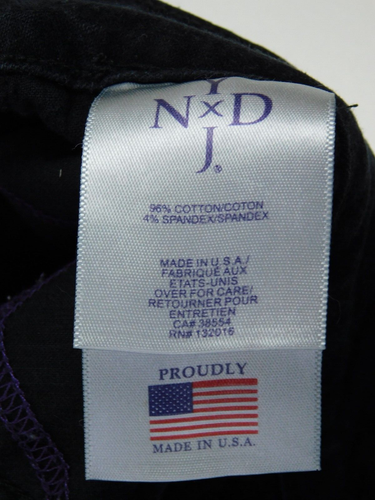 Y
N×D
J®
96% COTTON/COTON
4% SPANDEX/SPANDEX
MADE IN U.S.A./
FABRIQUÉ AUX
ETATS-UNIS
OVER FOR CARE/
RETOURNER POUR
ENTRETIEN
CA# 38554
RN# 132016
PROUDLY
MADE IN U.S.A.